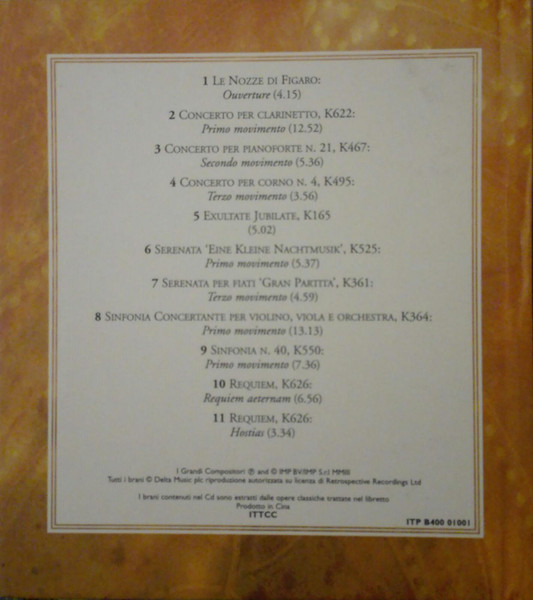 1 LE NOZZE DI FIGARO:
Ouverture (4.15)
2 CONCERTO PER CLARINETTO, K622:
Primo movimento (12.52)
3 CONCERTO PER PIANOFORTE N. 21, K467:
Secondo movimento (5.36)
4 CONCERTO PER CORNO N. 4, K495:
Terzo movimento (3.56)
5 EXULTATE JUBILATE, K165
(5.02)
6 SERENATA 'EINE KLEINE NACHTMUSIK', K525:
Primo movimento (5.37)
7 SERENATA PER FIATI 'GRAN PARTITA', K361:
Terzo movimento (4.59)
8 SINFONIA CONCERTANTE PER VIOLINO, VIOLA E ORCHESTRA, K364:
Primo movimento (13.13)
9 SINFONIA N. 40, K550:
Primo movimento (7.36)
10 REQUIEM, K626:
Requiem aeternam (6.56)
11 REQUIEM, K626:
Hostias (3.34)
I Grandi Compositori ℗ and © IMP BV/IMP S.r.l MMIII
Tutti i brani © Delta Music plc riproduzione autorizzata su licenza di Retrospective Recordings Ltd
I brani contenuti nel Cd sono estratti dalle opere classiche trattate nel libretto
Prodotto in Cina
ITTCC
ITP B400 01001